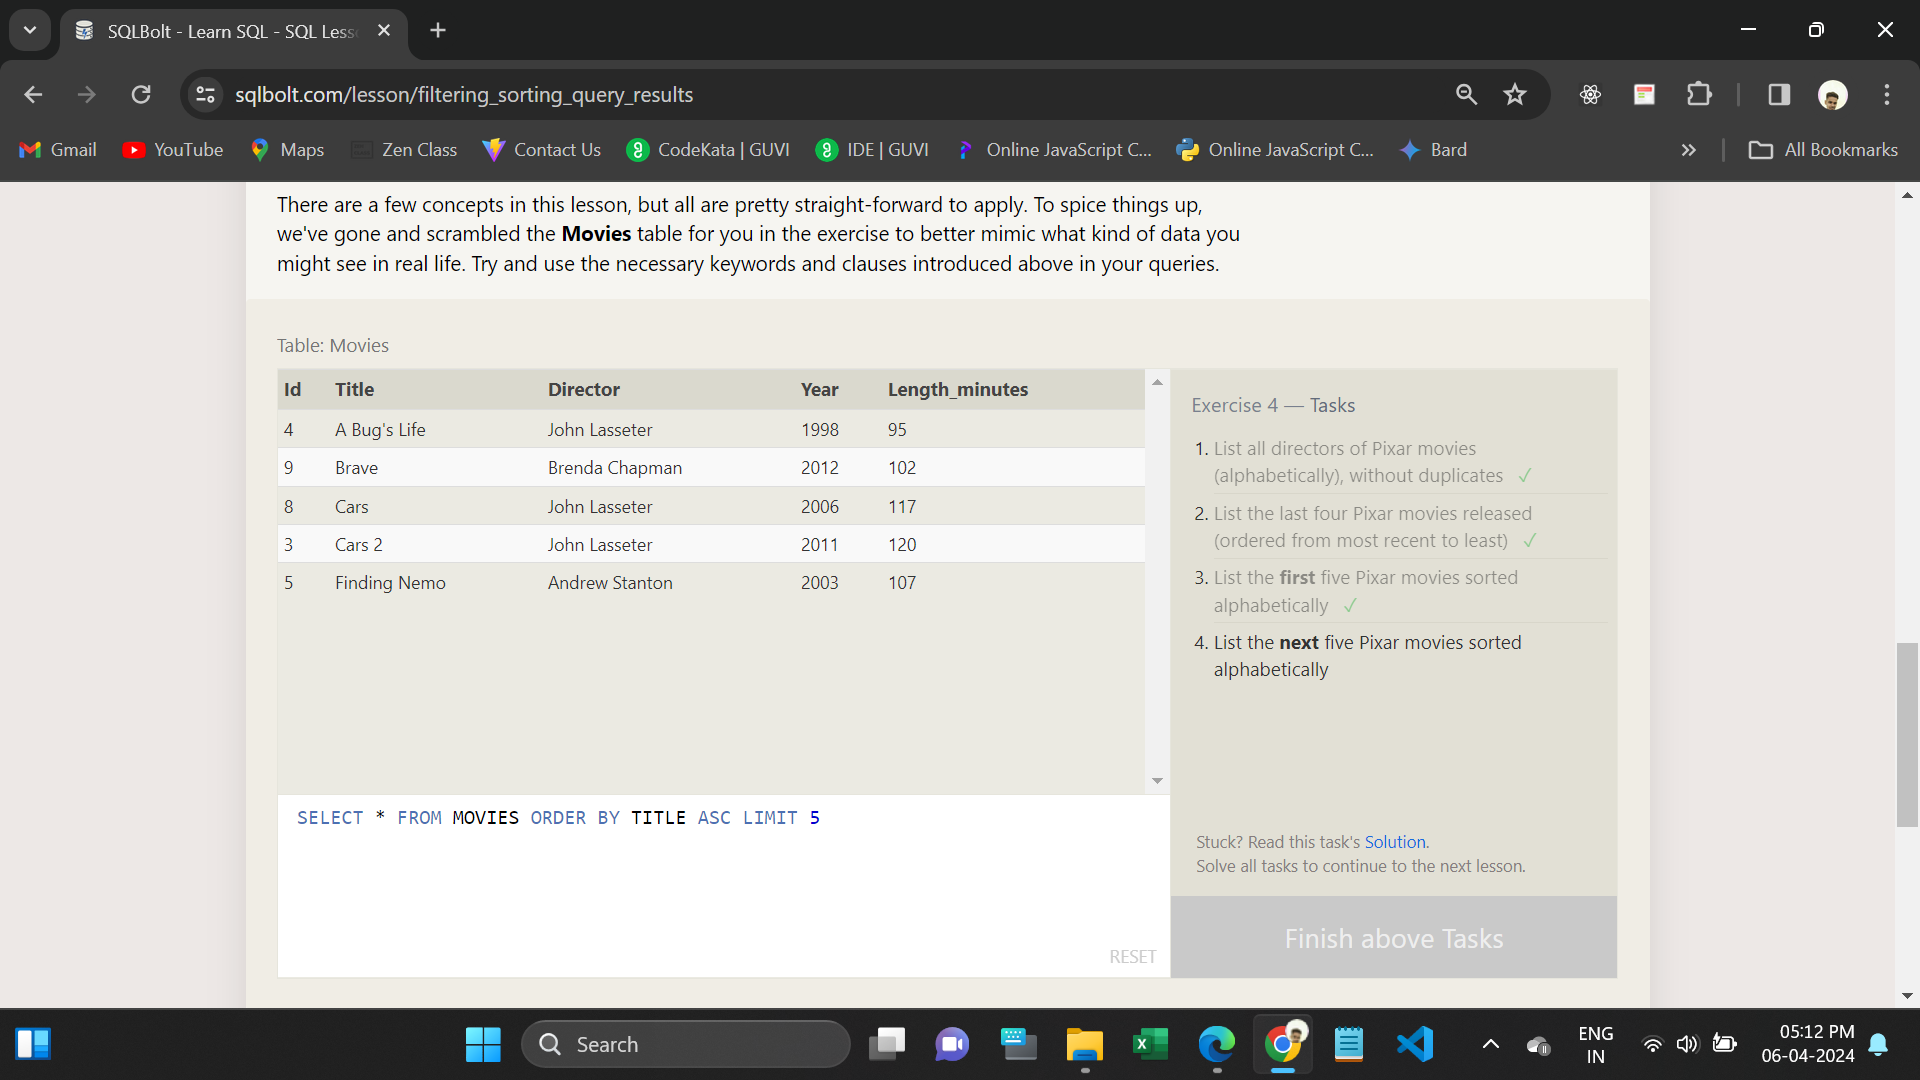 SQLBolt - Learn SQL - SQL Less
sqlbolt.com/lesson/filtering_sorting_query_results
Gmail YouTube Maps Zen Class Contact Us CodeKata | GUVI IDE | GUVI Online JavaScript C... Online JavaScript C... Bard All Bookmarks
There are a few concepts in this lesson, but all are pretty straight-forward to apply. To spice things up,
we've gone and scrambled the Movies table for you in the exercise to better mimic what kind of data you
might see in real life. Try and use the necessary keywords and clauses introduced above in your queries.
Table: Movies
Id Title Director Year Length_minutes
4 A Bug's Life John Lasseter 1998 95
9 Brave Brenda Chapman 2012 102
8 Cars John Lasseter 2006 117
3 Cars 2 John Lasseter 2011 120
5 Finding Nemo Andrew Stanton 2003 107
SELECT * FROM MOVIES ORDER BY TITLE ASC LIMIT 5
RESET
Exercise 4 — Tasks
1. List all directors of Pixar movies
(alphabetically), without duplicates ✓
2. List the last four Pixar movies released
(ordered from most recent to least) ✓
3. List the first five Pixar movies sorted
alphabetically ✓
4. List the next five Pixar movies sorted
alphabetically
Stuck? Read this task's Solution.
Solve all tasks to continue to the next lesson.
Finish above Tasks
Search
ENG
IN
05:12 PM
06-04-2024